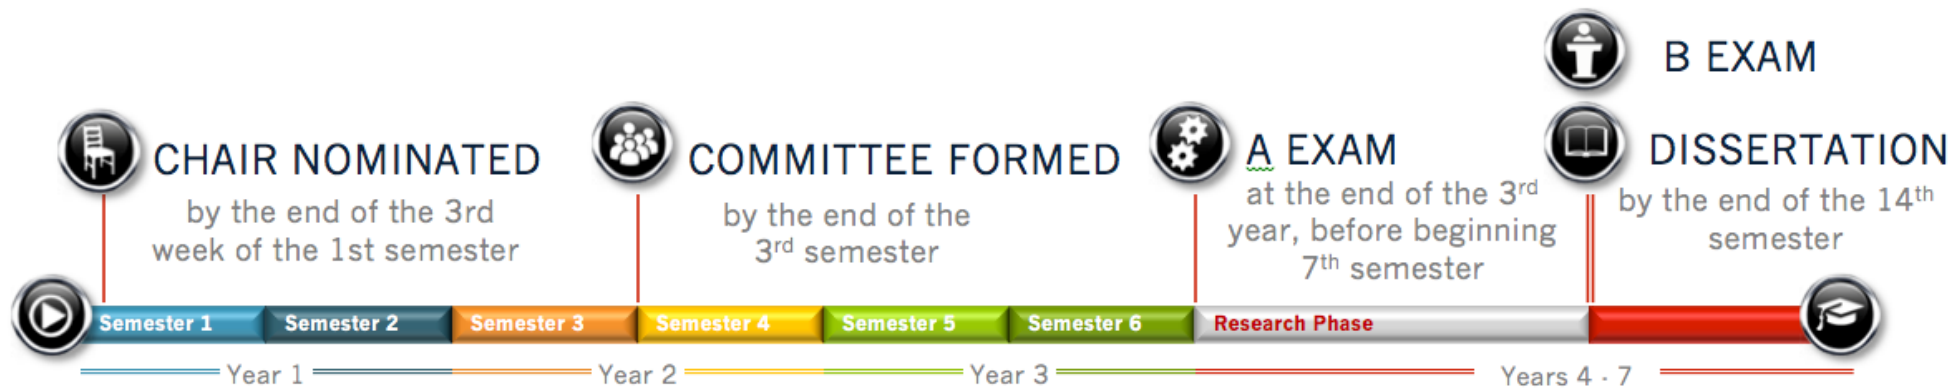 B EXAM
CHAIR NOMINATED
by the end of the 3rd
week of the 1st semester
COMMITTEE FORMED
by the end of the
3rd semester
A EXAM
at the end of the 3rd
year, before beginning
7th semester
DISSERTATION
by the end of the 14th
semester
Semester 1
Semester 2
Semester 3
Semester 4
Semester 5
Semester 6
Research Phase
Year 1
Year 2
Year 3
Years 4 - 7